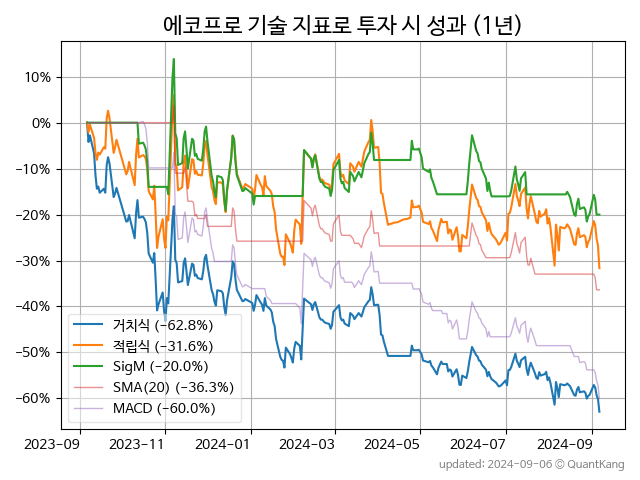 에코프로 기술 지표로 투자 시 성과 (1년)
10%
0%
−10%
−20%
−30%
−40%
−50%
−60%
거치식 (−62.8%)
적립식 (−31.6%)
SigM (−20.0%)
SMA(20) (−36.3%)
MACD (−60.0%)
2023-09 2023-11 2024-01 2024-03 2024-05 2024-07 2024-09
updated: 2024-09-06 © QuantKang